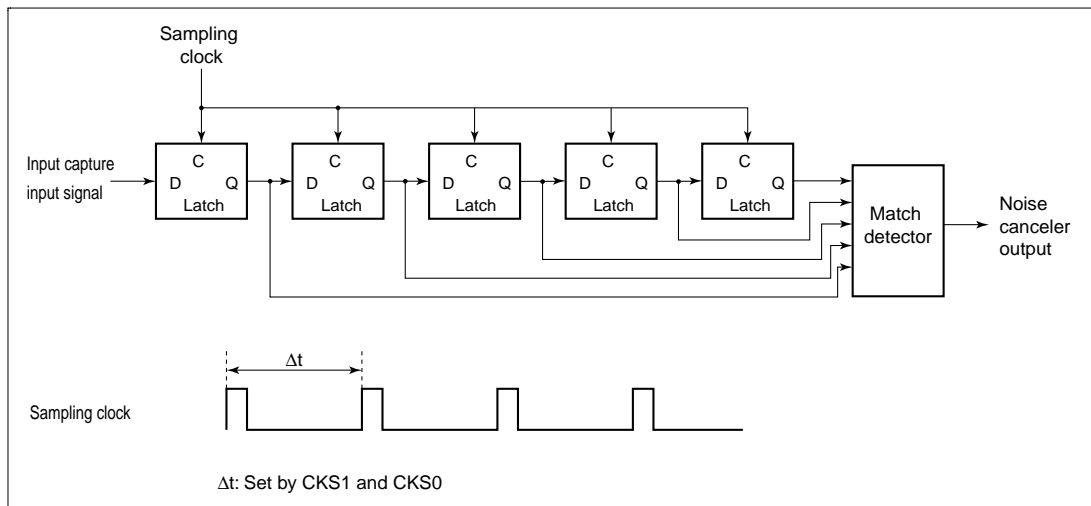 Sampling
clock
Input capture
input signal
C
D Q
Latch
C
D Q
Latch
C
D Q
Latch
C
D Q
Latch
C
D Q
Latch
Match
detector
Noise
canceler
output
Δt
Sampling clock
Δt: Set by CKS1 and CKS0